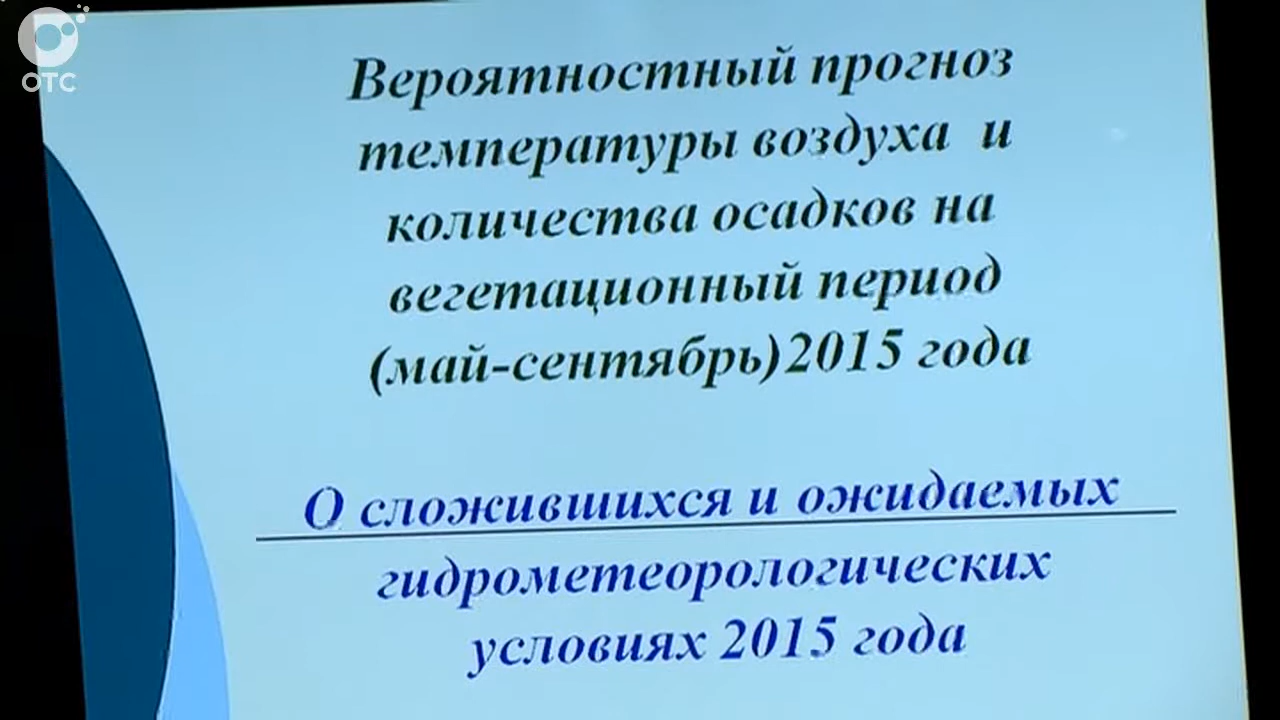 ОТС
Вероятностный прогноз
температуры воздуха и
количества осадков на
вегетационный период
(май-сентябрь)2015 года
О сложившихся и ожидаемых
гидрометеорологических
условиях 2015 года